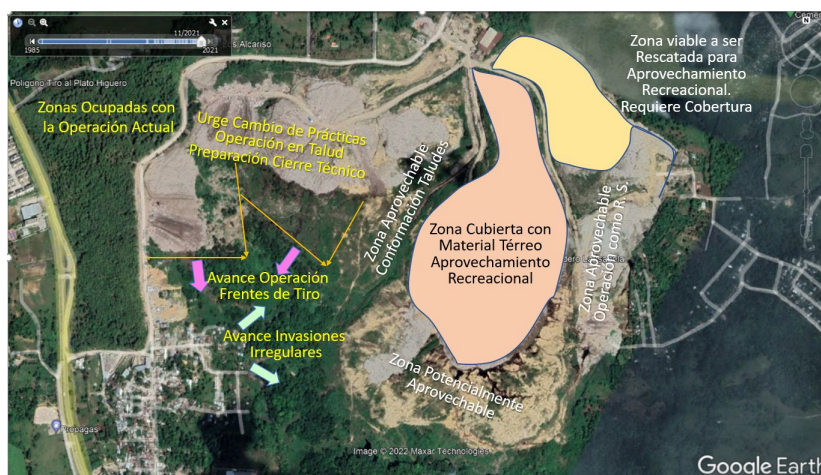 11/2021
1985
2021
Alcariso
Poligono Tiro al Plato Higuero
Zonas Ocupadas con
la Operación Actual
Urge Cambio de Prácticas
Operación en Talud
Preparación Cierre Técnico
Zona viable a ser
Rescatada para
Aprovechamiento
Recreacional.
Requiere Cobertura
N
Zona Aprovechable
Conformación Taludes
Zona Cubierta con
Material Térreo
Aprovechamiento
Recreacional
Zona Aprovechable
Operación como R. S.
Avance Operación
Frentes de Tiro
Avance Invasiones
Irregulares
Zona Potencialmente
Aprovechable
Propagas
Image © 2022 Maxar Technologies
Google Earth